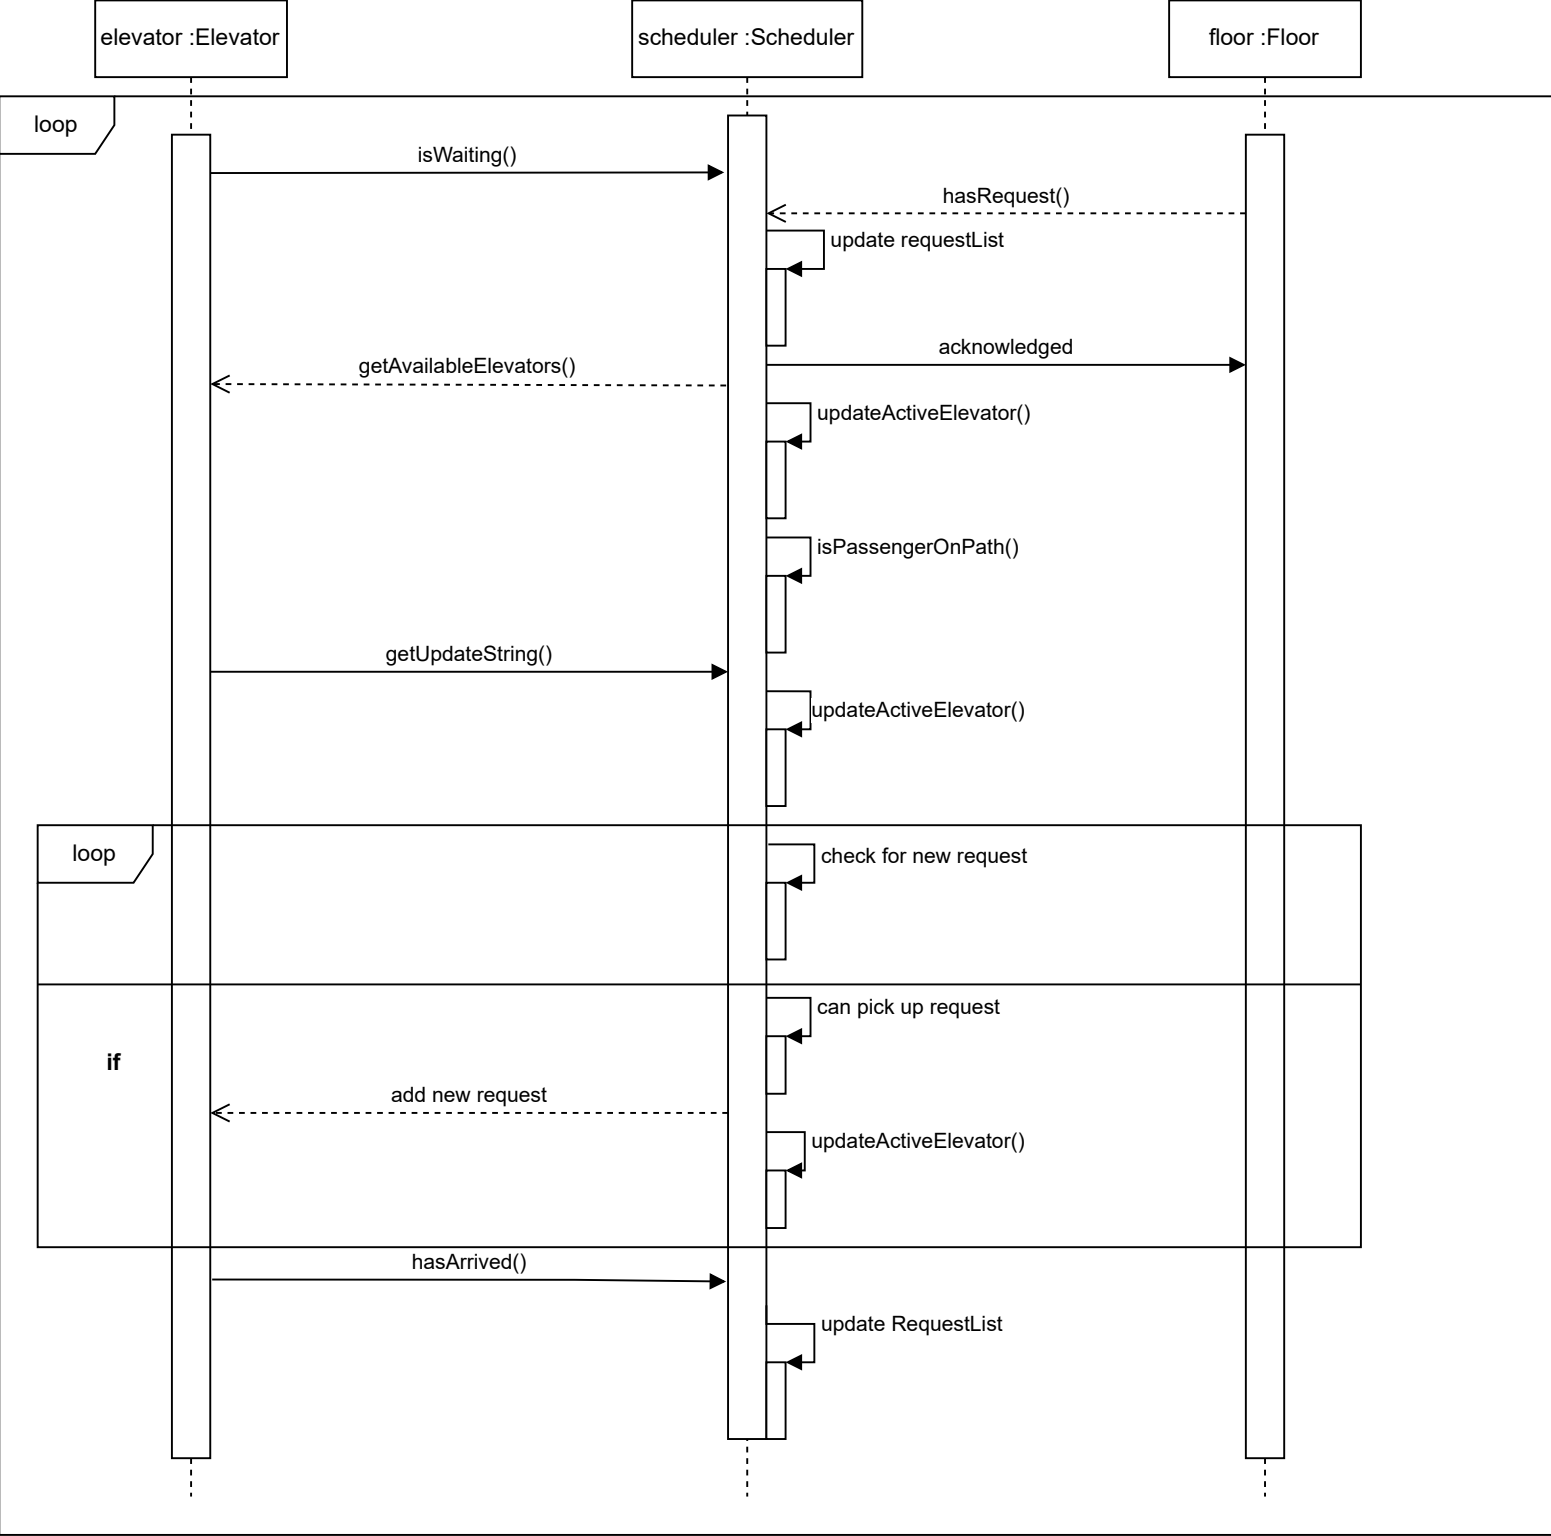 elevator :Elevator
scheduler :Scheduler
floor :Floor
loop
isWaiting()
hasRequest()
update requestList
acknowledged
getAvailableElevators()
updateActiveElevator()
isPassengerOnPath()
getUpdateString()
updateActiveElevator()
loop
check for new request
can pick up request
if
add new request
updateActiveElevator()
hasArrived()
update RequestList